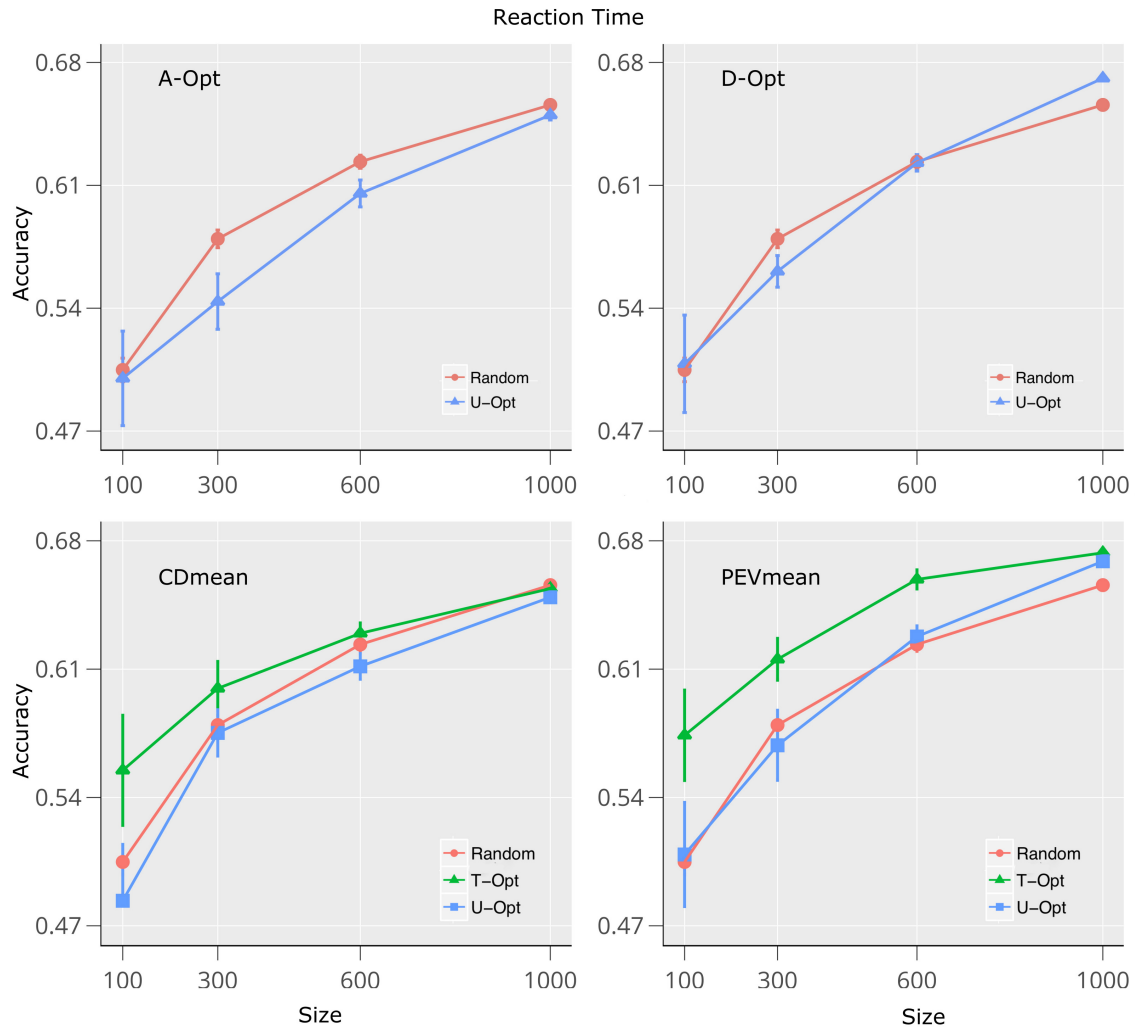 Reaction Time
A-Opt
0.68
0.61
0.54
0.47
Accuracy
Random
U-Opt
100 300 600 1000
D-Opt
0.68
0.61
0.54
0.47
Random
U-Opt
100 300 600 1000
CDmean
0.68
0.61
0.54
0.47
Accuracy
Random
T-Opt
U-Opt
100 300 600 1000
Size
PEVmean
0.68
0.61
0.54
0.47
Random
T-Opt
U-Opt
100 300 600 1000
Size